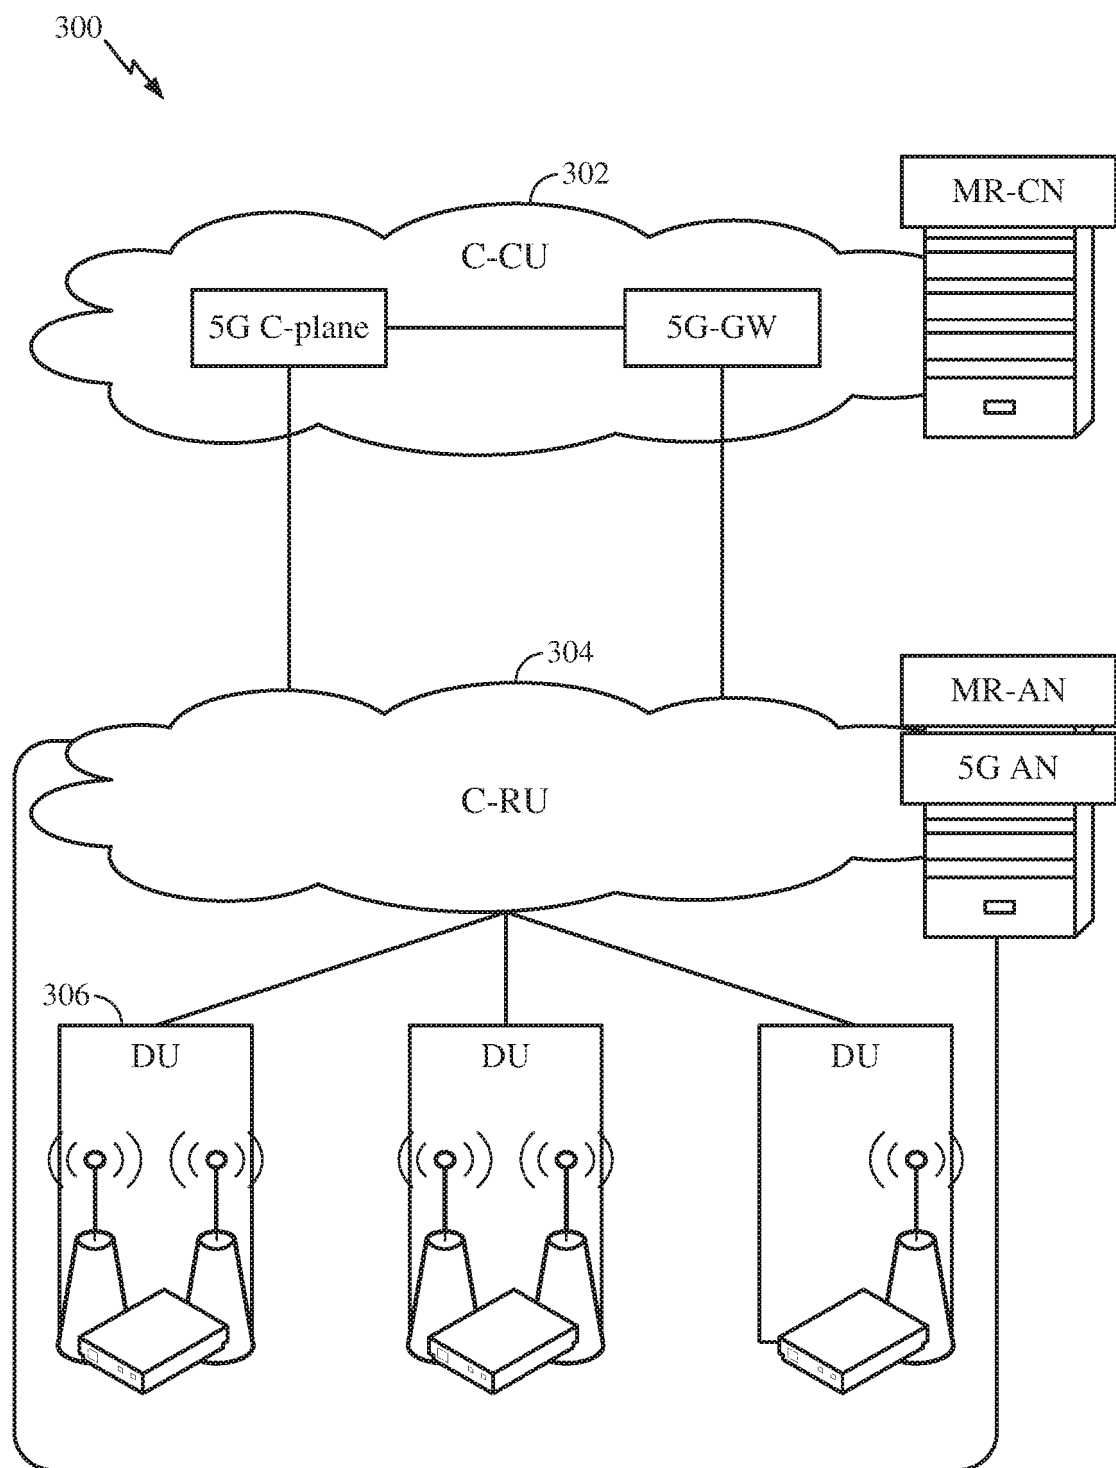 300
302
MR-CN
C-CU
5G C-plane
5G-GW
304
MR-AN
5G AN
C-RU
306
DU
DU
DU